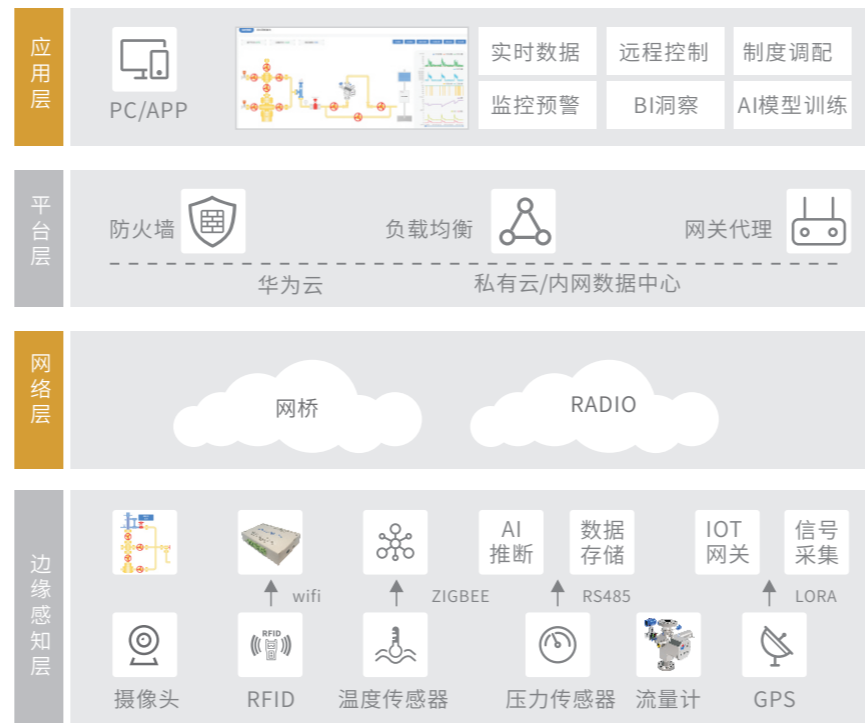 应用层
PC/APP
实时数据
远程控制
制度调配
监控预警
BI洞察
AI模型训练
平台层
防火墙
负载均衡
网关代理
华为云
私有云/内网数据中心
网络层
网桥
RADIO
边缘感知层
AI
推断
数据
存储
IOT
网关
信号
采集
wifi
ZIGBEE
RS485
LORA
RFID
摄像头
RFID
温度传感器
压力传感器
流量计
GPS